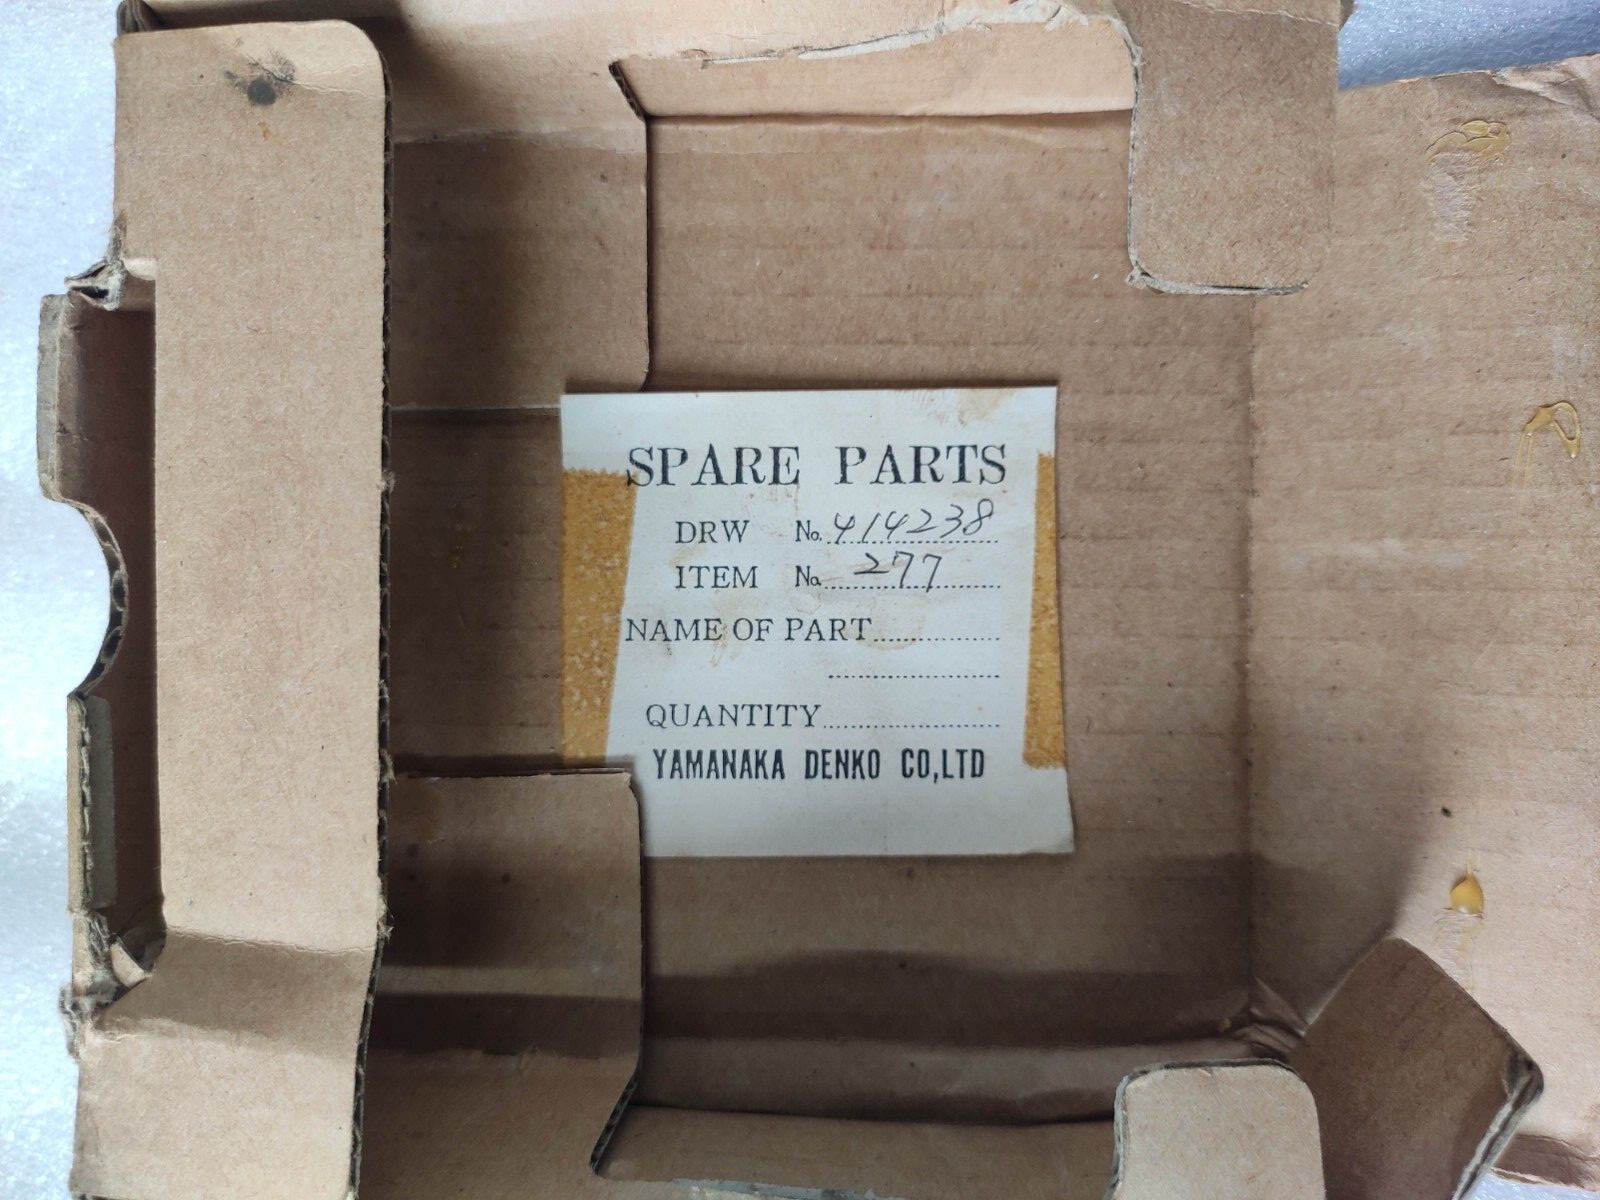 SPARE PARTS
DRW No. 414238
ITEM No. 277
NAME OF PART
QUANTITY
YAMANAKA DENKO CO,LTD